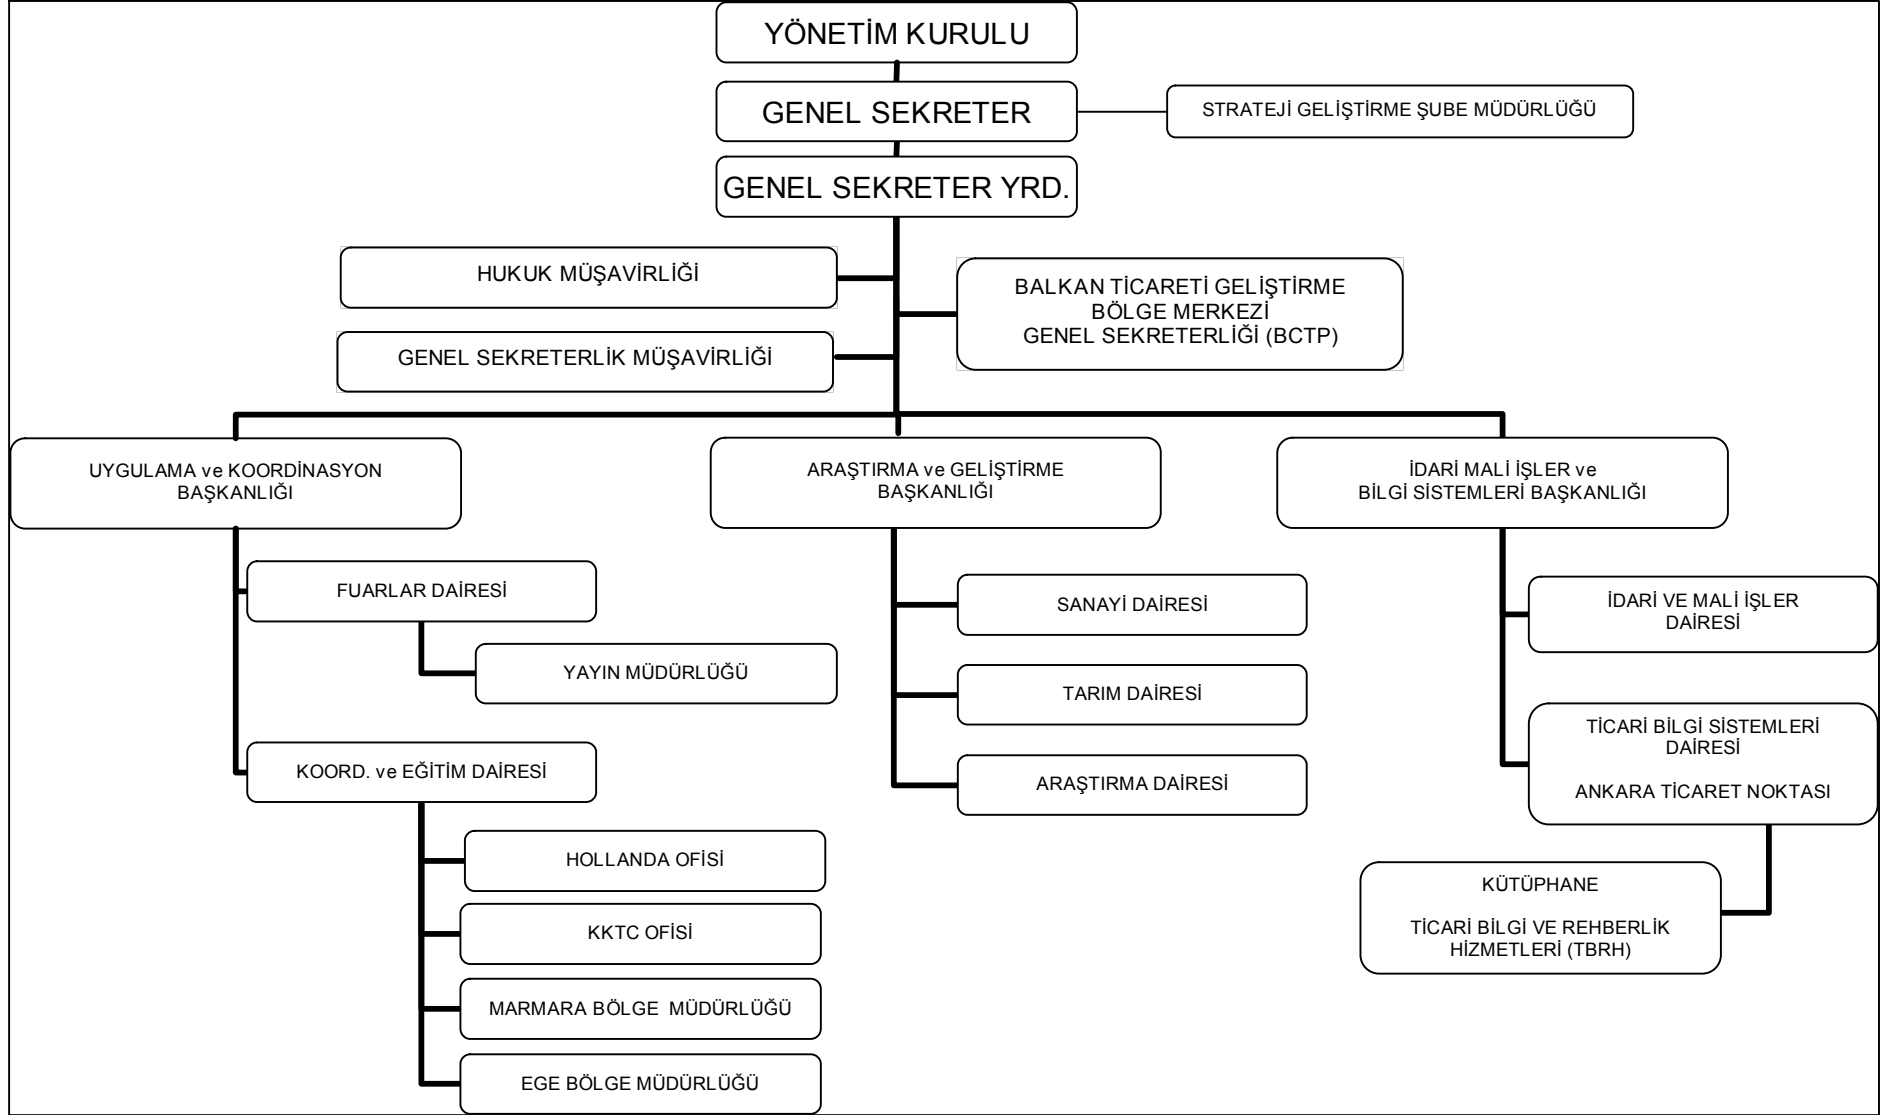 YÖNETİM KURULU
GENEL SEKRETER
STRATEJİ GELİŞTİRME ŞUBE MÜDÜRLÜĞÜ
GENEL SEKRETER YRD.
HUKUK MÜŞAVİRLİĞİ
BALKAN TİCARETİ GELİŞTİRME
BÖLGE MERKEZİ
GENEL SEKRETERLİĞİ (BCTP)
GENEL SEKRETERLİK MÜŞAVİRLİĞİ
UYGULAMA ve KOORDİNASYON
BAŞKANLIĞI
ARAŞTIRMA ve GELİŞTİRME
BAŞKANLIĞI
İDARİ MALİ İŞLER ve
BİLGİ SİSTEMLERİ BAŞKANLIĞI
FUARLAR DAİRESİ
YAYIN MÜDÜRLÜĞÜ
KOORD. ve EĞİTİM DAİRESİ
HOLLANDA OFİSİ
KKTC OFİSİ
MARMARA BÖLGE MÜDÜRLÜĞÜ
EGE BÖLGE MÜDÜRLÜĞÜ
SANAYİ DAİRESİ
TARIM DAİRESİ
ARAŞTIRMA DAİRESİ
İDARİ VE MALİ İŞLER
DAİRESİ
TİCARİ BİLGİ SİSTEMLERİ
DAİRESİ
ANKARA TİCARET NOKTASI
KÜTÜPHANE
TİCARİ BİLGİ VE REHBERLİK
HİZMETLERİ (TBRH)